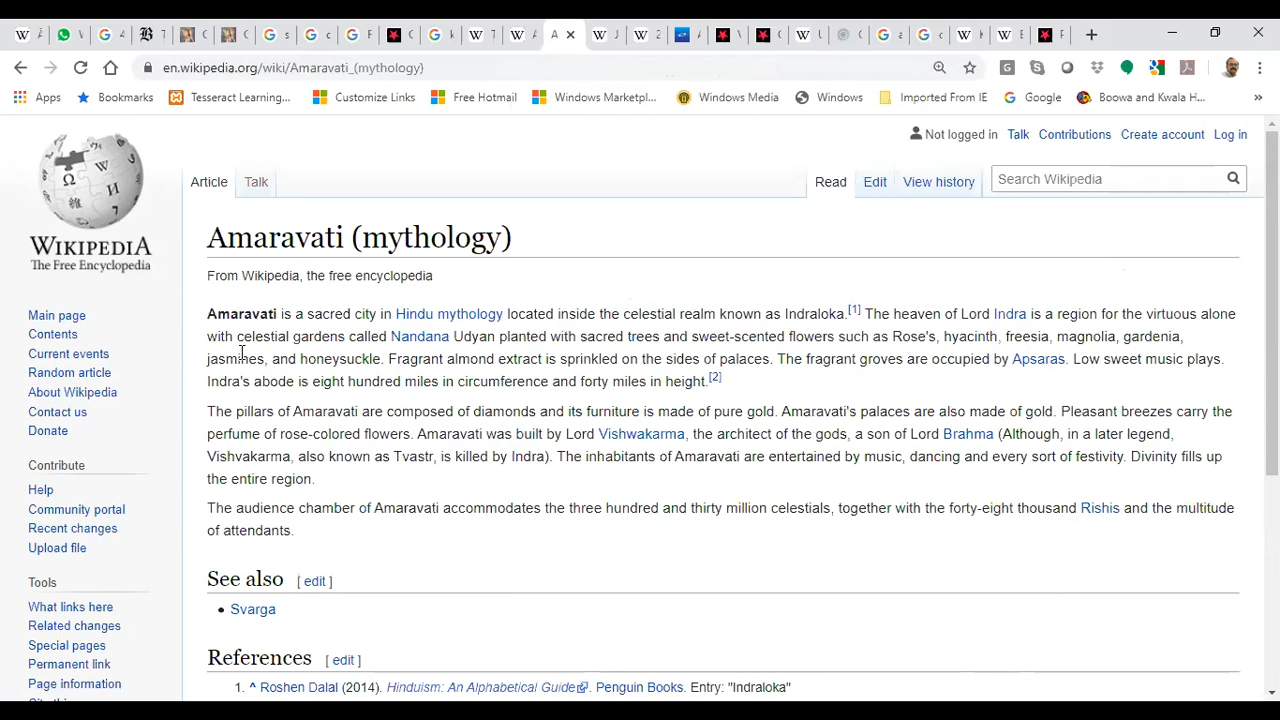 en.wikipedia.org/wiki/Amaravati_(mythology)
Apps Bookmarks Tesseract Learning... Customize Links Free Hotmail Windows Marketpl... Windows Media Windows Imported From IE Google Boowa and Kwala H... »
Not logged in Talk Contributions Create account Log in
Article Talk Read Edit View history Search Wikipedia
WIKIPEDIA
The Free Encyclopedia
Main page
Contents
Current events
Random article
About Wikipedia
Contact us
Donate
Contribute
Help
Community portal
Recent changes
Upload file
Tools
What links here
Related changes
Special pages
Permanent link
Page information
Amaravati (mythology)
From Wikipedia, the free encyclopedia
Amaravati is a sacred city in Hindu mythology located inside the celestial realm known as Indraloka.[1] The heaven of Lord Indra is a region for the virtuous alone
with celestial gardens called Nandana Udyan planted with sacred trees and sweet-scented flowers such as Rose's, hyacinth, freesia, magnolia, gardenia,
jasmines, and honeysuckle. Fragrant almond extract is sprinkled on the sides of palaces. The fragrant groves are occupied by Apsaras. Low sweet music plays.
Indra's abode is eight hundred miles in circumference and forty miles in height.[2]
The pillars of Amaravati are composed of diamonds and its furniture is made of pure gold. Amaravati's palaces are also made of gold. Pleasant breezes carry the
perfume of rose-colored flowers. Amaravati was built by Lord Vishwakarma, the architect of the gods, a son of Lord Brahma (Although, in a later legend,
Vishvakarma, also known as Tvastr, is killed by Indra). The inhabitants of Amaravati are entertained by music, dancing and every sort of festivity. Divinity fills up
the entire region.
The audience chamber of Amaravati accommodates the three hundred and thirty million celestials, together with the forty-eight thousand Rishis and the multitude
of attendants.
See also [ edit ]
• Svarga
References [ edit ]
1. ^ Roshen Dalal (2014). Hinduism: An Alphabetical Guide. Penguin Books. Entry: "Indraloka"